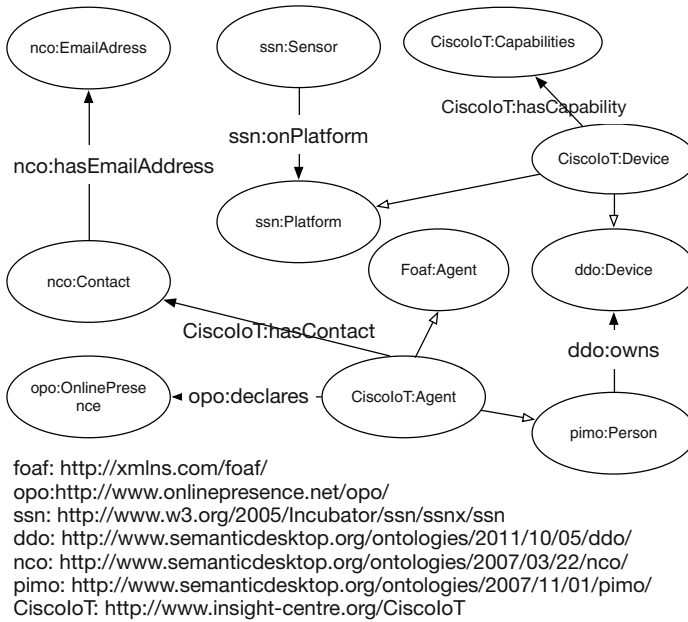 nco:EmailAdress
ssn:Sensor
CiscoIoT:Capabilities
CiscoIoT:hasCapability
ssn:onPlatform
nco:hasEmailAddress
CiscoIoT:Device
ssn:Platform
Foaf:Agent
ddo:Device
nco:Contact
CiscoIoT:hasContact
ddo:owns
opo:OnlinePrese
nce
opo:declares
CiscoIoT:Agent
pimo:Person
foaf: http://xmlns.com/foaf/
opo:http://www.onlinepresence.net/opo/
ssn: http://www.w3.org/2005/Incubator/ssn/ssnx/ssn
ddo: http://www.semanticdesktop.org/ontologies/2011/10/05/ddo/
nco: http://www.semanticdesktop.org/ontologies/2007/03/22/nco/
pimo: http://www.semanticdesktop.org/ontologies/2007/11/01/pimo/
CiscoIoT: http://www.insight-centre.org/CiscoIoT